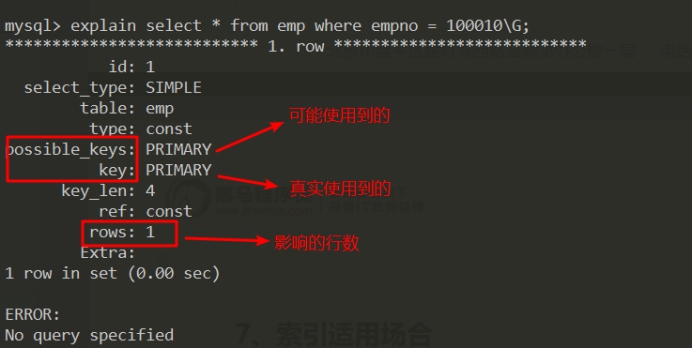 mysql> explain select * from emp where empno = 100010\G;
*************************** 1. row ***************************
id: 1
select_type: SIMPLE
table: emp
type: const
可能使用到的
possible_keys: PRIMARY
key: PRIMARY
真实使用到的
key_len: 4
ref: const
rows: 1
影响的行数
Extra:
1 row in set (0.00 sec)
ERROR:
No query specified
7、索引适用场合